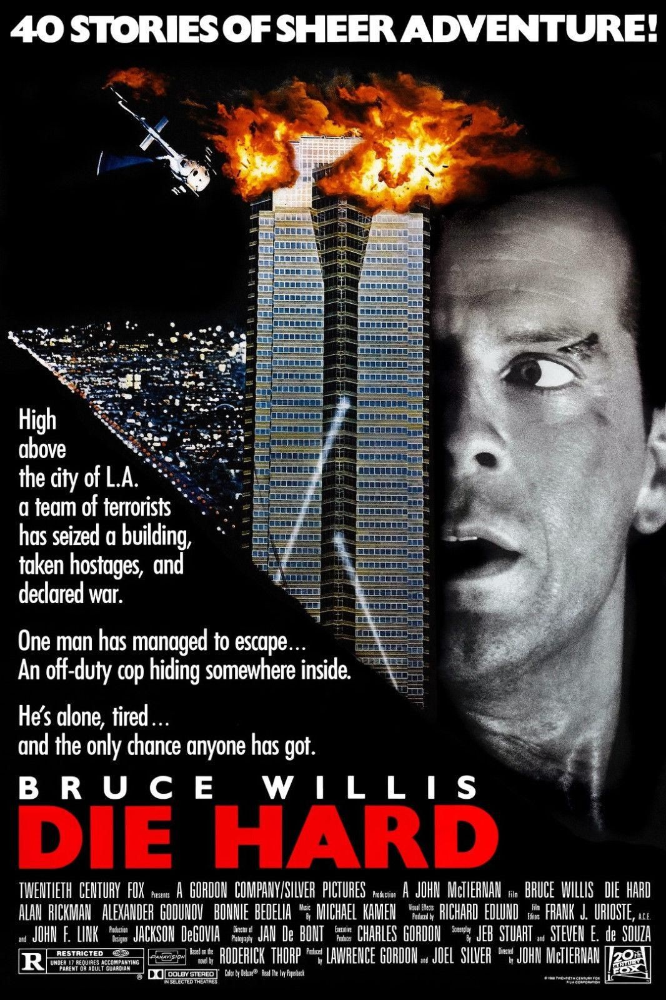 40 STORIES OF SHEER ADVENTURE!
High
above
the city of L.A.
a team of terrorists
has seized a building,
taken hostages, and
declared war.
One man has managed to escape...
An off-duty cop hiding somewhere inside.
He's alone, tired...
and the only chance anyone has got.
BRUCE WILLIS
DIE HARD
TWENTIETH CENTURY FOX Presents A GORDON COMPANY/SILVER PICTURES Production A JOHN McTIERNAN Film BRUCE WILLIS DIE HARD
ALAN RICKMAN ALEXANDER GODUNOV BONNIE BEDELIA Music By MICHAEL KAMEN Visual Effects Produced by RICHARD EDLUND Film Editors FRANK J. URIOSTE, A.C.E.
and JOHN F. LINK Production Designer JACKSON DeGOVIA Director of Photography JAN De BONT Executive Producer CHARLES GORDON Screenplay By JEB STUART and STEVEN E. de SOUZA
Based on the novel by RODERICK THORP Produced by LAWRENCE GORDON and JOEL SILVER Directed by JOHN McTIERNAN
R RESTRICTED
UNDER 17 REQUIRES ACCOMPANYING
PARENT OR ADULT GUARDIAN
®
PANAVISION
DOLBY STEREO
IN SELECTED THEATRES
Color by DeLuxe® Read The Ivy Paperback
©1988 TWENTIETH CENTURY FOX
FILM CORPORATION
20th
CENTURY
FOX